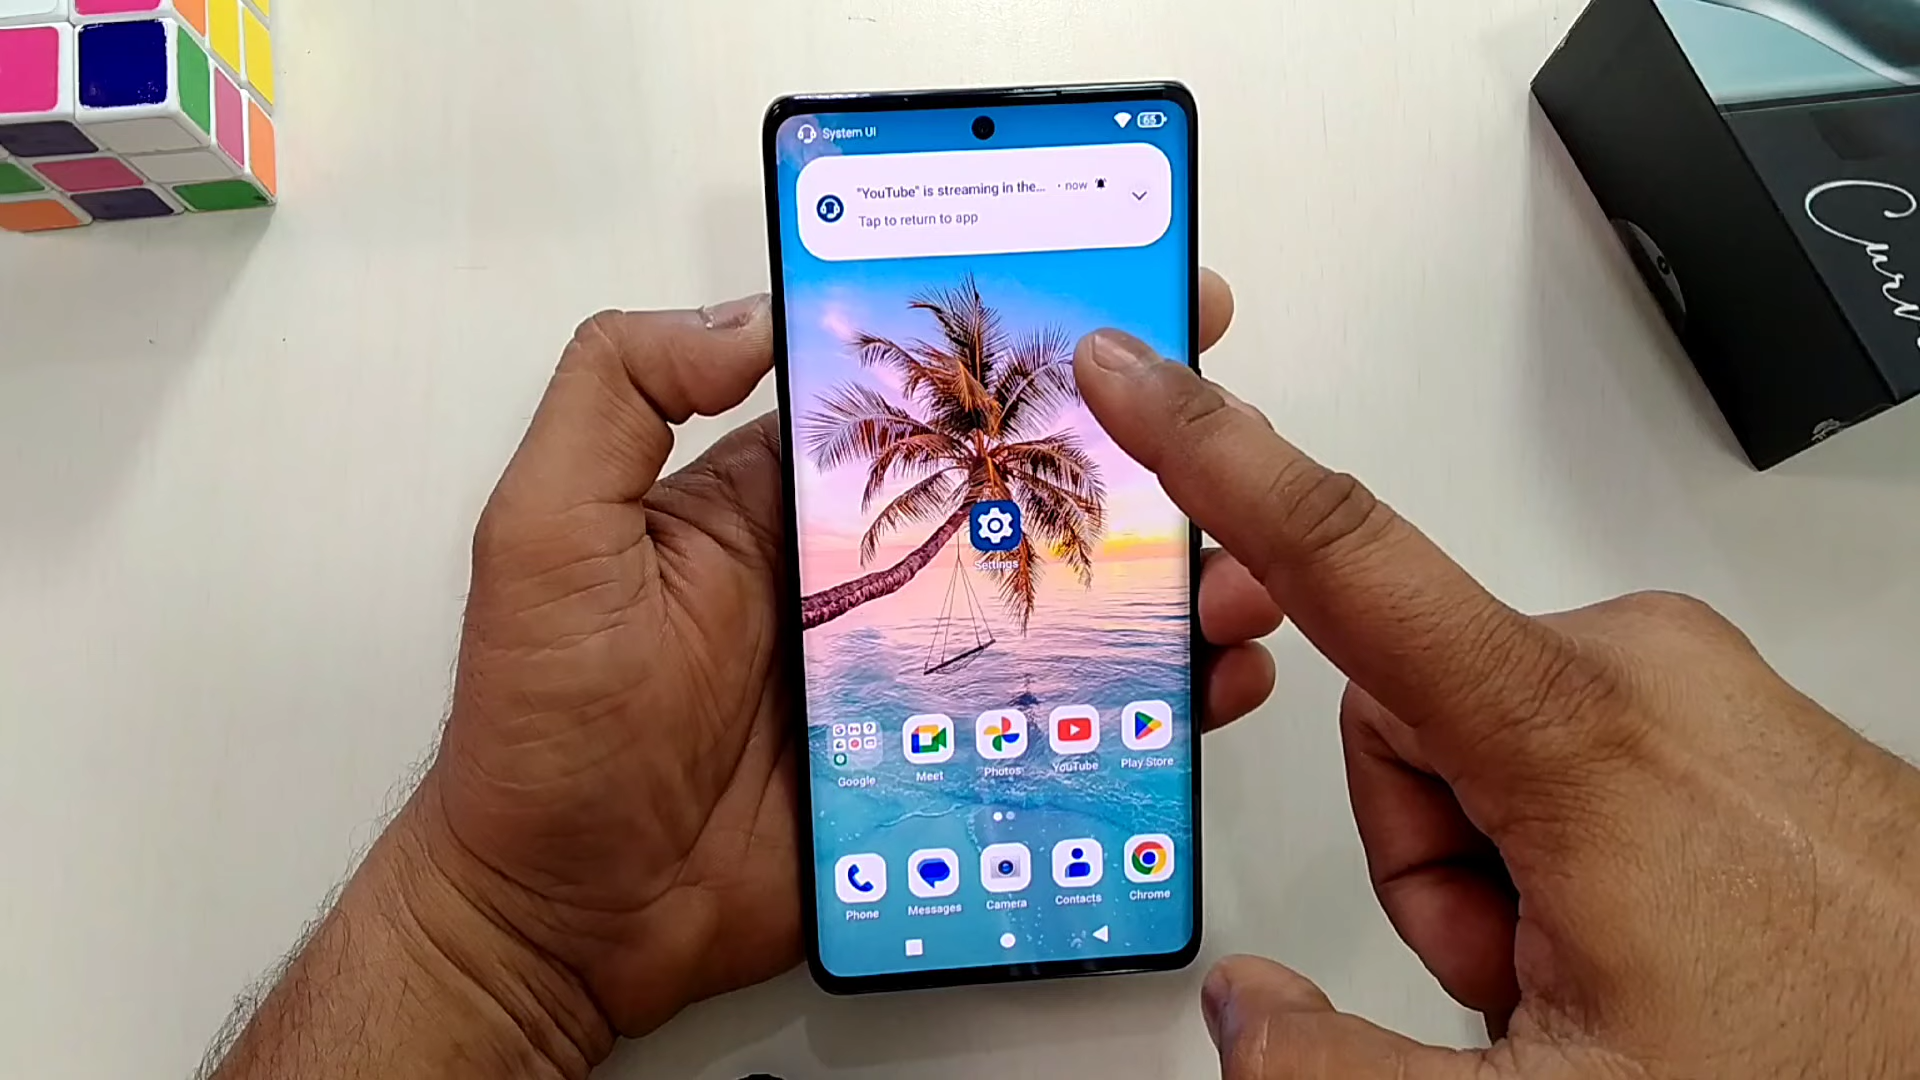 System UI
65
"YouTube" is streaming in the... • now
Tap to return to app
Settings
Google
Meet
Photos
YouTube
Play Store
Phone
Messages
Camera
Contacts
Chrome